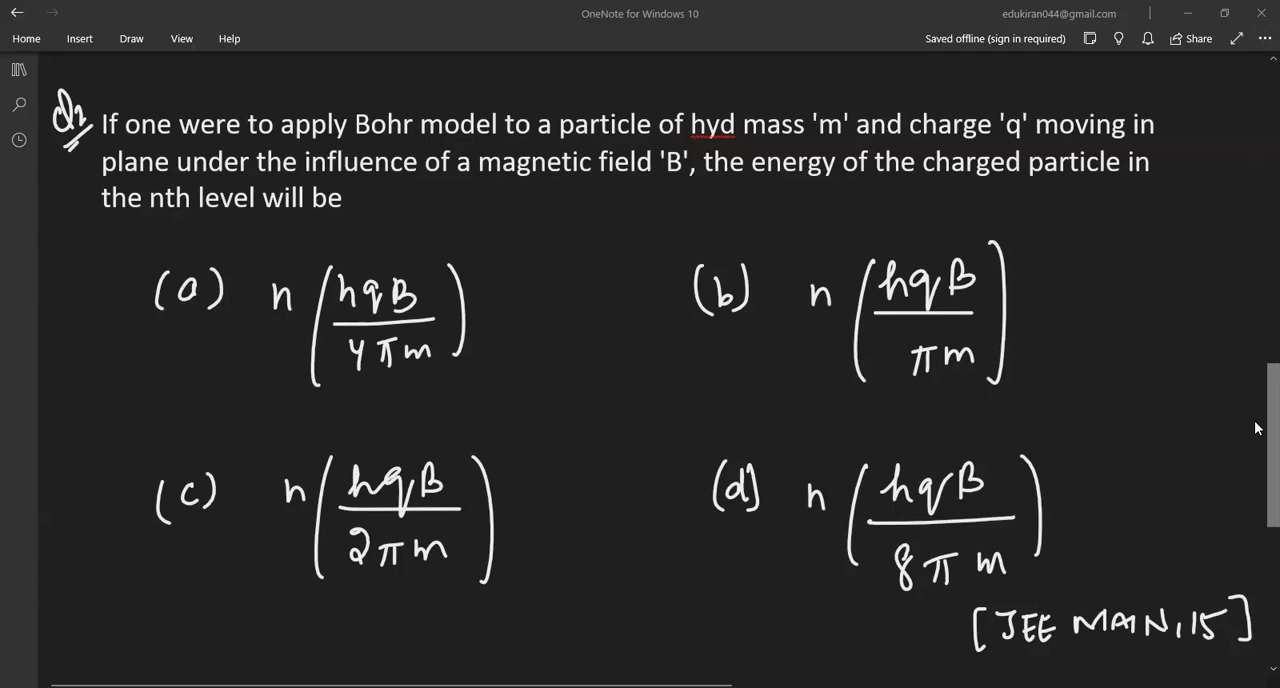 OneNote for Windows 10
edukiran044@gmail.com
Home Insert Draw View Help
Saved offline (sign in required) Share
Q1 If one were to apply Bohr model to a particle of hyd mass 'm' and charge 'q' moving in
plane under the influence of a magnetic field 'B', the energy of the charged particle in
the nth level will be
(a) n (hqB / 4πm)
(b) n (hqB / πm)
(c) n (hqB / 2πm)
(d) n (hqB / 8πm)
[JEE MAIN, 15]